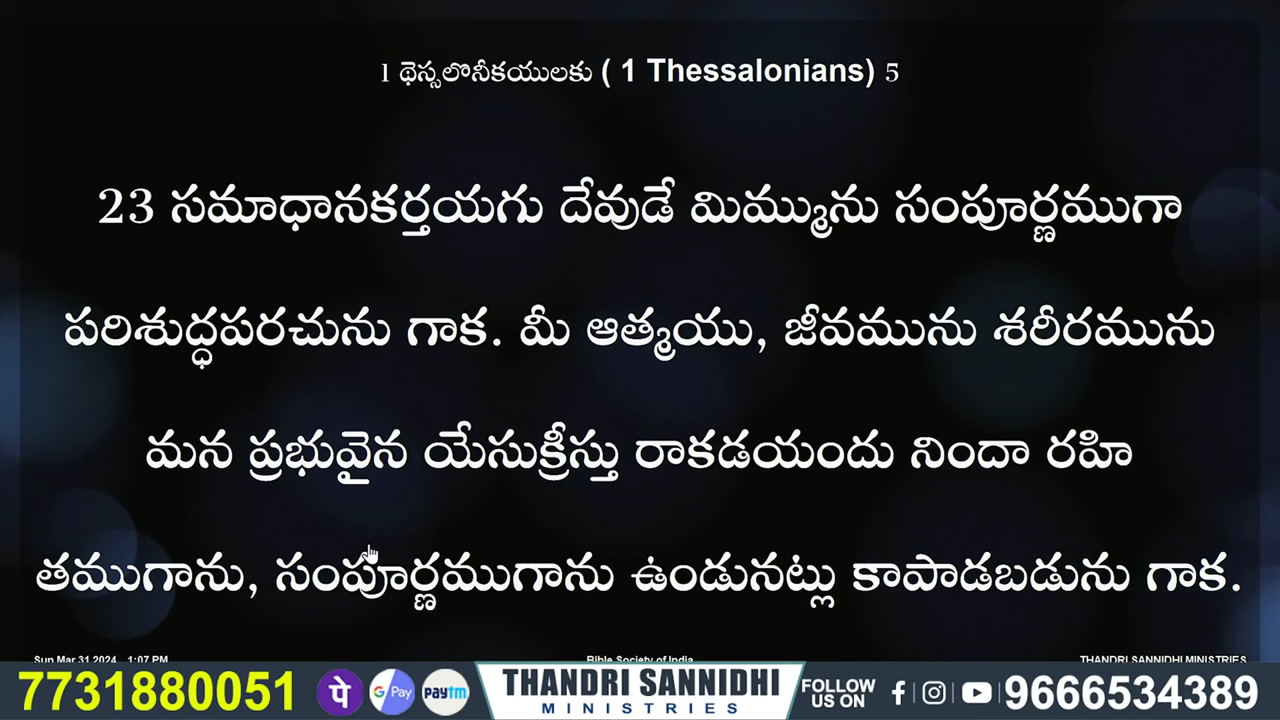 1 థెస్సలొనీకయులకు ( 1 Thessalonians) 5
23 సమాధానకర్తయగు దేవుడే మిమ్మును సంపూర్ణముగా
పరిశుద్ధపరచును గాక. మీ ఆత్మయు, జీవమును శరీరమును
మన ప్రభువైన యేసుక్రీస్తు రాకడయందు నిందా రహి
తముగాను, సంపూర్ణముగాను ఉండునట్లు కాపాడబడును గాక.
Sun Mar 31 2024 1:07 PM Bible Society of India THANDRI SANNIDHI MINISTRIES
7731880051 पे G Pay paytm THANDRI SANNIDHI FOLLOW 9666534389
MINISTRIES US ON